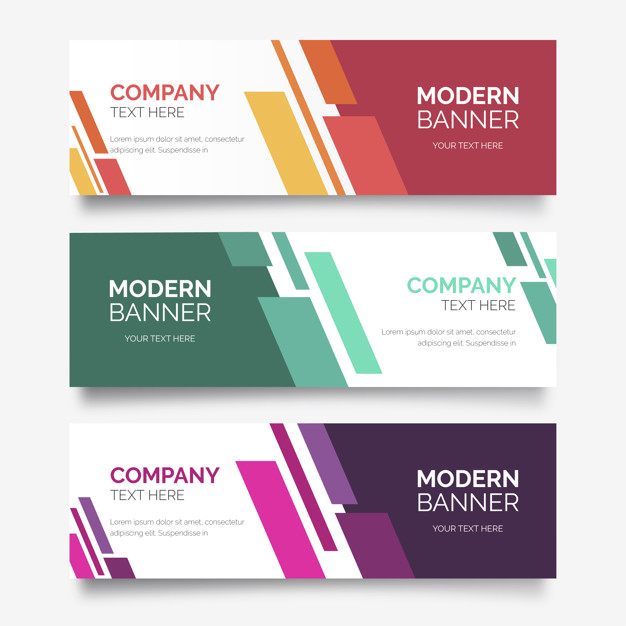 COMPANY
TEXT HERE
Lorem ipsum dolor sit amet, consectetur
adipiscing elit. Suspendisse in
MODERN
BANNER
YOUR TEXT HERE
MODERN
BANNER
YOUR TEXT HERE
COMPANY
TEXT HERE
Lorem ipsum dolor sit amet, consectetur
adipiscing elit. Suspendisse in
COMPANY
TEXT HERE
Lorem ipsum dolor sit amet, consectetur
adipiscing elit. Suspendisse in
MODERN
BANNER
YOUR TEXT HERE